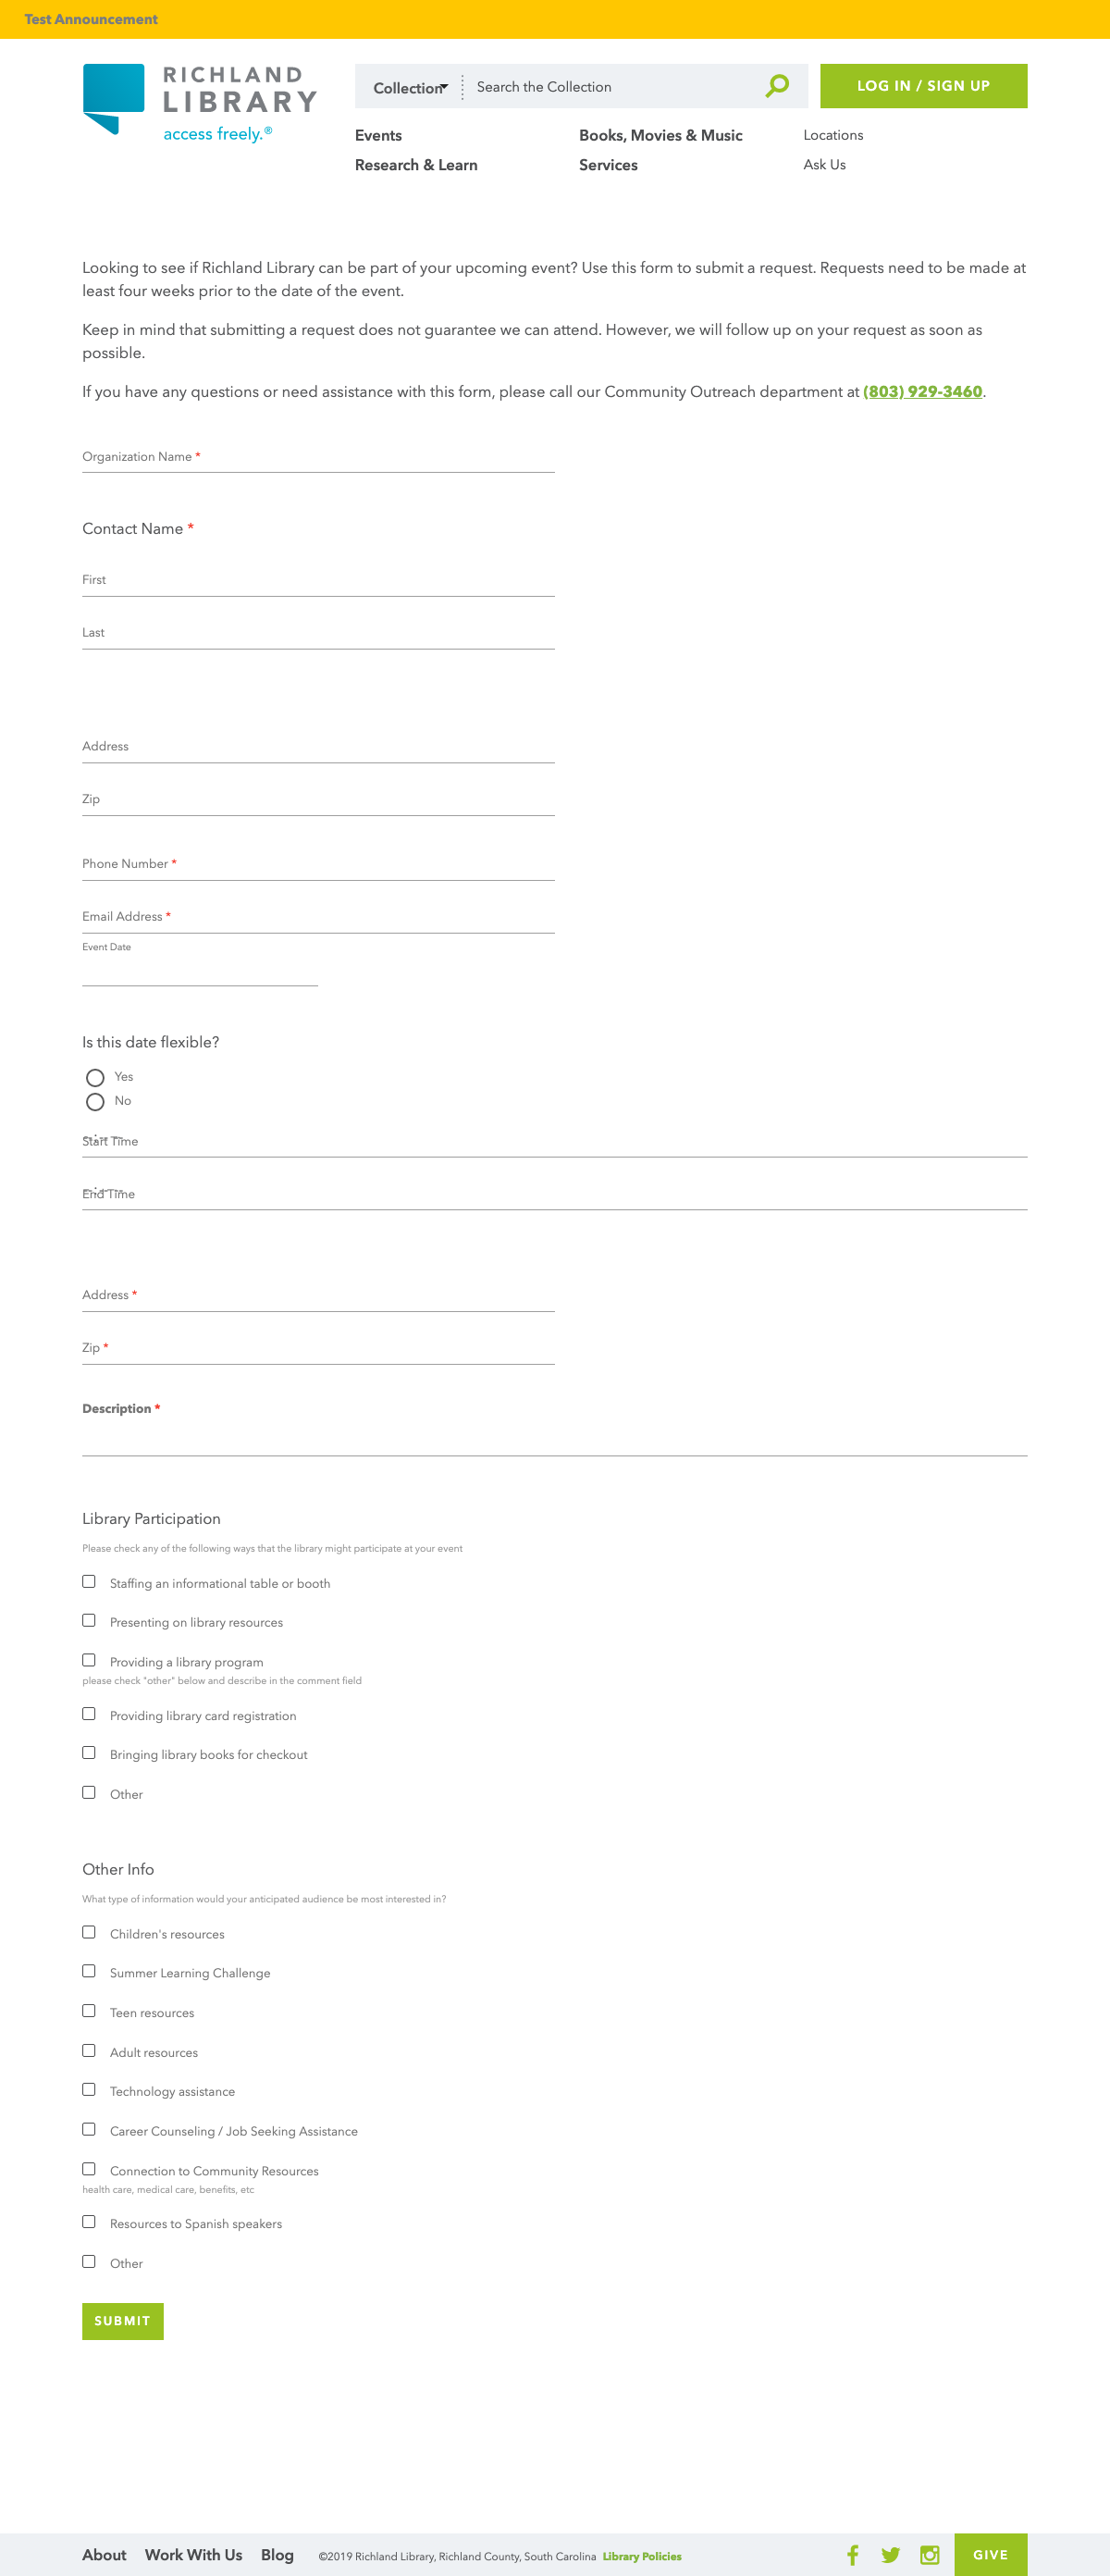 Test Announcement
RICHLAND
LIBRARY
access freely.®
Collection
Search the Collection
LOG IN / SIGN UP
Events
Books, Movies & Music
Locations
Research & Learn
Services
Ask Us
Looking to see if Richland Library can be part of your upcoming event? Use this form to submit a request. Requests need to be made at
least four weeks prior to the date of the event.
Keep in mind that submitting a request does not guarantee we can attend. However, we will follow up on your request as soon as
possible.
If you have any questions or need assistance with this form, please call our Community Outreach department at (803) 929-3460.
Organization Name *
Contact Name *
First
Last
Address
Zip
Phone Number *
Email Address *
Event Date
Is this date flexible?
Yes
No
Start Time
End Time
Address *
Zip *
Description *
Library Participation
Please check any of the following ways that the library might participate at your event
Staffing an informational table or booth
Presenting on library resources
Providing a library program
please check "other" below and describe in the comment field
Providing library card registration
Bringing library books for checkout
Other
Other Info
What type of information would your anticipated audience be most interested in?
Children's resources
Summer Learning Challenge
Teen resources
Adult resources
Technology assistance
Career Counseling / Job Seeking Assistance
Connection to Community Resources
health care, medical care, benefits, etc
Resources to Spanish speakers
Other
SUBMIT
About
Work With Us
Blog
©2019 Richland Library, Richland County, South Carolina Library Policies
GIVE